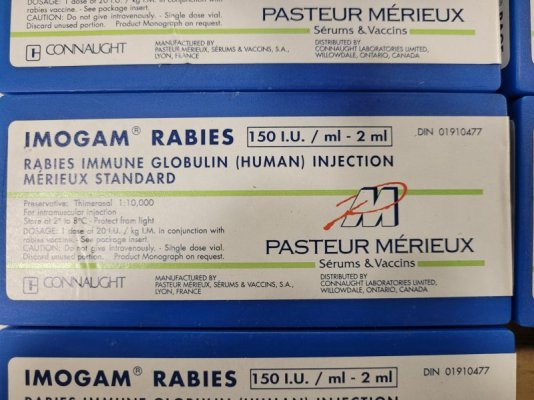 DOSAGE: 1 dose of 20 I.U. / kg I.M. in conjunction with
rabies vaccine. - See package insert.
CAUTION: Do not give intravenously. - Single dose vial.
Discard unused portion. Product Monograph on request.
PASTEUR MÉRIEUX
Sérums & Vaccins
CONNAUGHT
MANUFACTURED BY
PASTEUR MÉRIEUX, SÉRUMS & VACCINS, S.A.,
LYON, FRANCE
DISTRIBUTED BY
CONNAUGHT LABORATORIES LIMITED,
WILLOWDALE, ONTARIO, CANADA
IMOGAM® RABIES 150 I.U. / ml - 2 ml
DIN 01910477
RABIES IMMUNE GLOBULIN (HUMAN) INJECTION
MÉRIEUX STANDARD
Preservative: Thimerosal 1:10,000
For intramuscular injection
Store at 2° to 8°C - Protect from light
DOSAGE: 1 dose of 20 I.U. / kg I.M. in conjunction with
rabies vaccine. - See package insert.
CAUTION: Do not give intravenously. - Single dose vial.
Discard unused portion. Product Monograph on request.
M
PASTEUR MÉRIEUX
Sérums & Vaccins
CONNAUGHT
MANUFACTURED BY
PASTEUR MÉRIEUX, SÉRUMS & VACCINS, S.A.,
LYON, FRANCE
DISTRIBUTED BY
CONNAUGHT LABORATORIES LIMITED,
WILLOWDALE, ONTARIO, CANADA
IMOGAM® RABIES 150 I.U. / ml - 2 ml
DIN 01910477
RABIES IMMUNE GLOBULIN (HUMAN) INJECTION